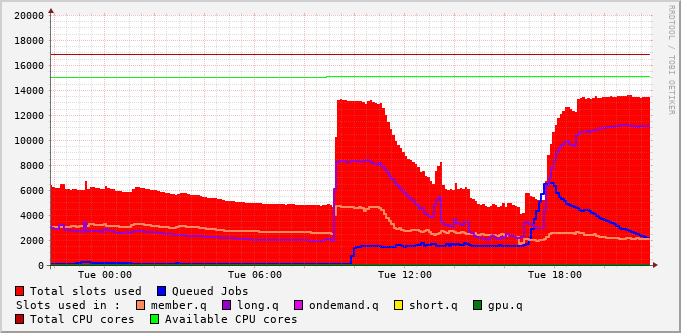 20000
18000
16000
14000
12000
10000
8000
6000
4000
2000
0
Tue 00:00 Tue 06:00 Tue 12:00 Tue 18:00
Total slots used Queued Jobs
Slots used in : member.q long.q ondemand.q short.q gpu.q
Total CPU cores Available CPU cores
RRDTOOL / TOBI OETIKER